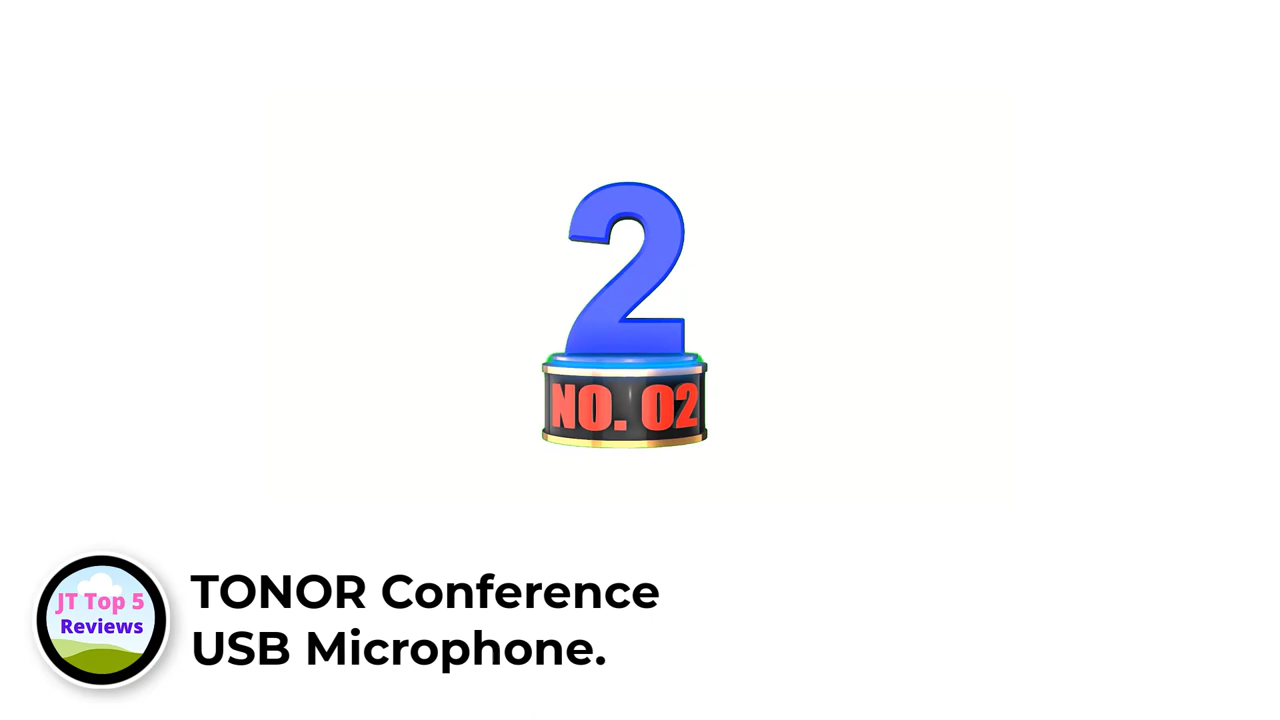 2
NO. 02
JT Top 5
Reviews
TONOR Conference
USB Microphone.